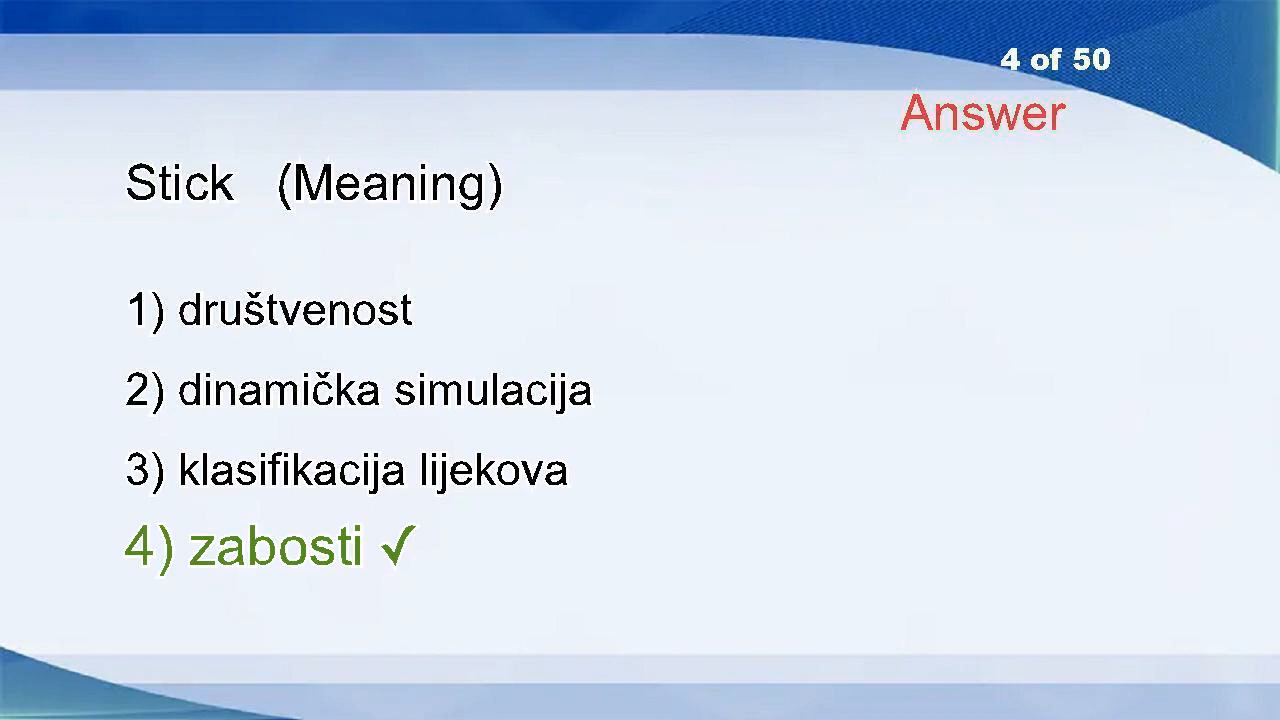 4 of 50
Answer
Stick (Meaning)
1) društvenost
2) dinamička simulacija
3) klasifikacija lijekova
4) zabosti ✓